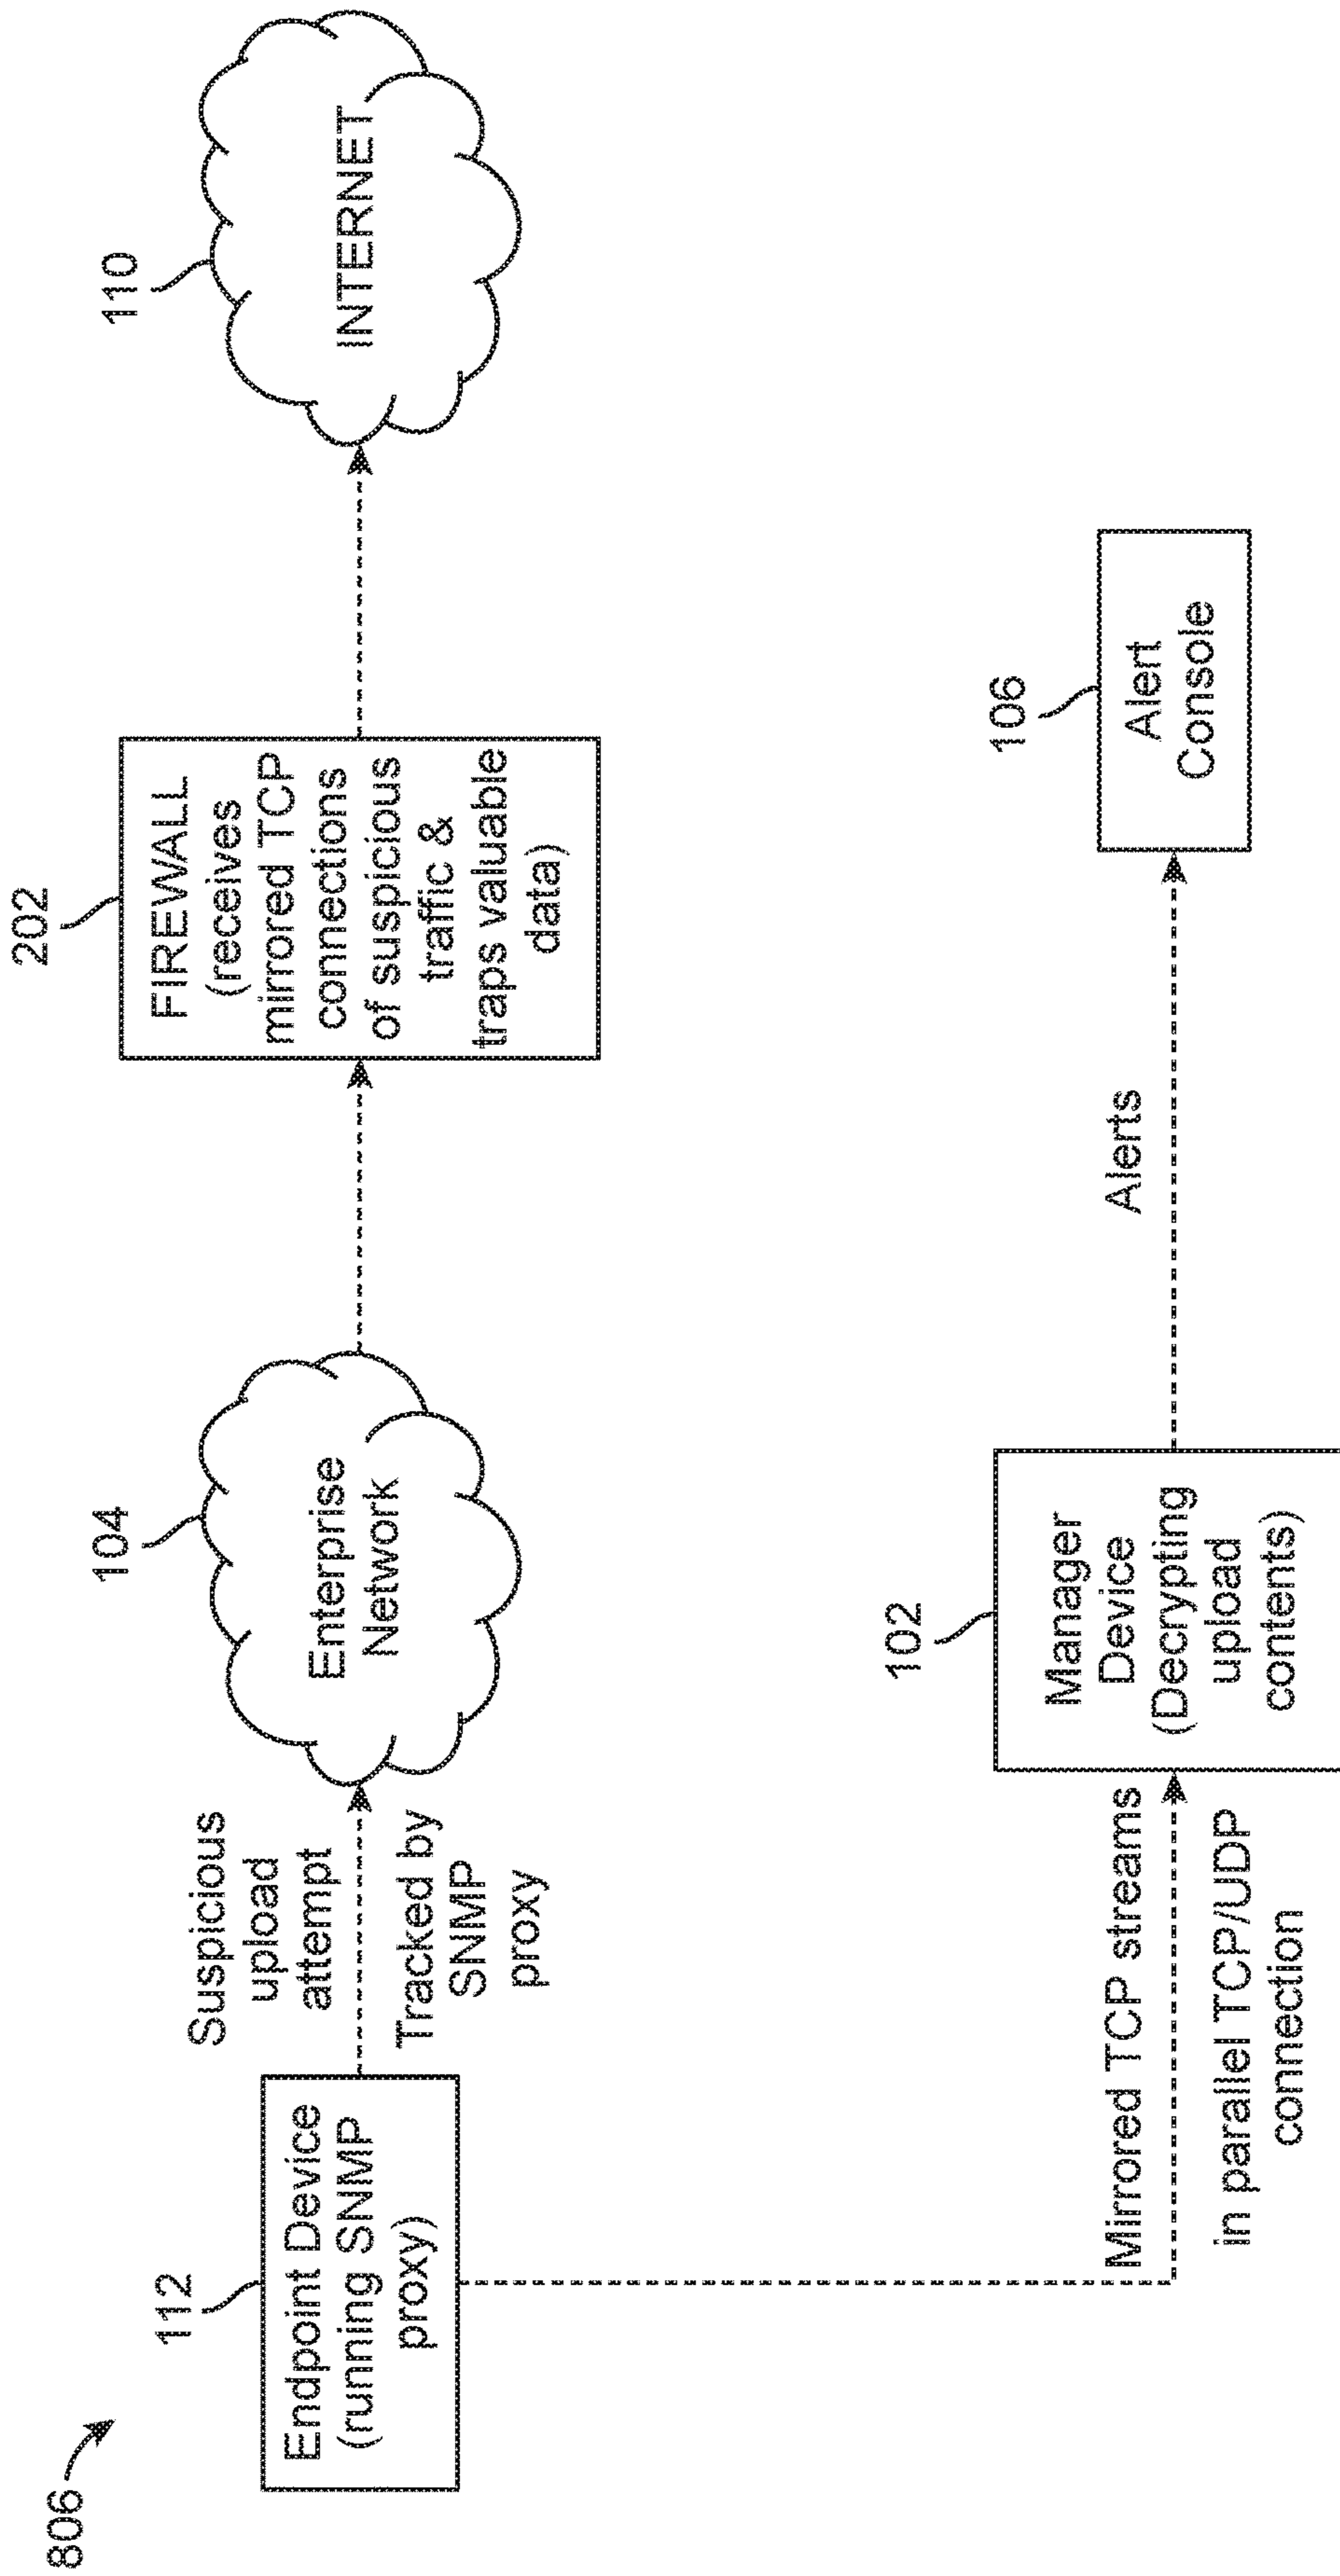 806
112
Endpoint Device
(running SNMP
proxy)
Suspicious
upload
attempt
Tracked by
SNMP
proxy
104
Enterprise
Network
202
FIREWALL
(receives
mirrored TCP
connections
of suspicious
traffic &
traps valuable
data)
110
INTERNET
Mirrored TCP streams
in parallel TCP/UDP
connection
102
Manager
Device
(Decrypting
upload
contents)
Alerts
106
Alert
Console